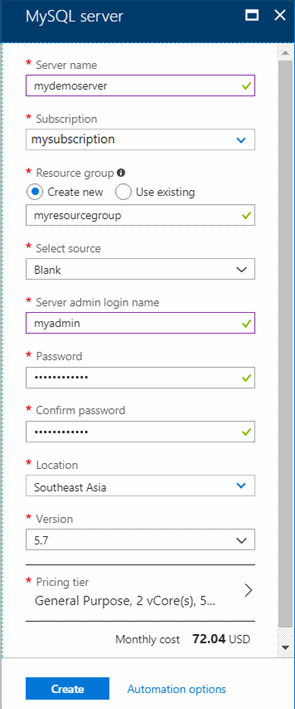 MySQL server
* Server name
mydemoserver
* Subscription
mysubscription
* Resource group
Create new Use existing
myresourcegroup
* Select source
Blank
* Server admin login name
myadmin
* Password
••••••••••••
* Confirm password
••••••••••••
* Location
Southeast Asia
* Version
5.7
* Pricing tier
General Purpose, 2 vCore(s), 5...
Monthly cost 72.04 USD
Create Automation options